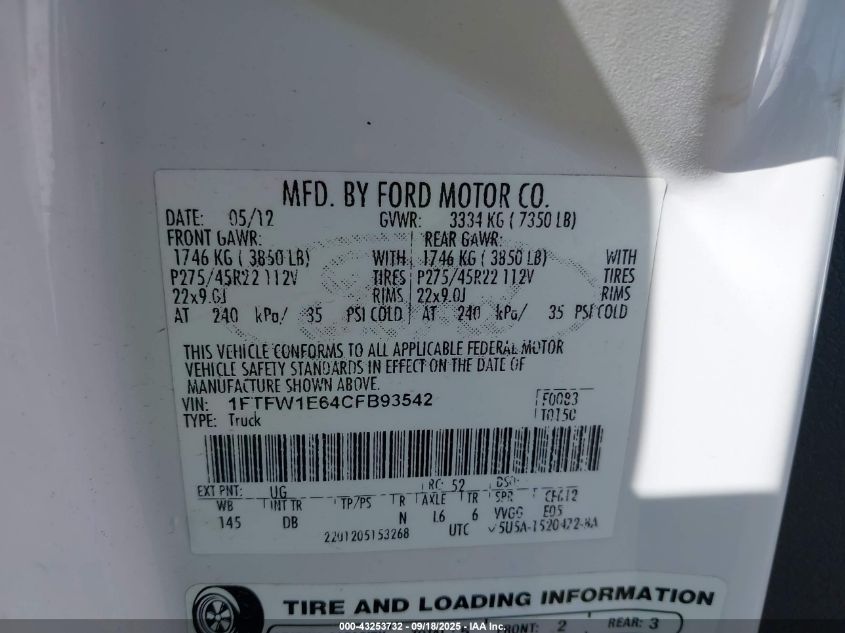 MFD. BY FORD MOTOR CO.
DATE: 05/12 GVWR: 3334 KG ( 7350 LB)
FRONT GAWR: REAR GAWR:
1746 KG ( 3850 LB) WITH 1746 KG ( 3850 LB) WITH
P275/45R22 112V TIRES P275/45R22 112V TIRES
22x9.0J RIMS 22x9.0J RIMS
AT 240 kPa/ 35 PSI COLD AT 240 kPa/ 35 PSI COLD
THIS VEHICLE CONFORMS TO ALL APPLICABLE FEDERAL MOTOR
VEHICLE SAFETY STANDARDS IN EFFECT ON THE DATE OF
MANUFACTURE SHOWN ABOVE.
VIN: 1FTFW1E64CFB93542 F0083
TYPE: Truck T0150
EXT PNT: UG RC: 52 DSO:
WB INT TR TP/PS R AXLE TR SPR CFG12
145 DB N L6 6 VVGG E05
2201205153268 UTC 5U5A-1520472-8A
TIRE AND LOADING INFORMATION
FRONT: 2 REAR: 3
000-43253732 - 09/18/2025 - IAA Inc.